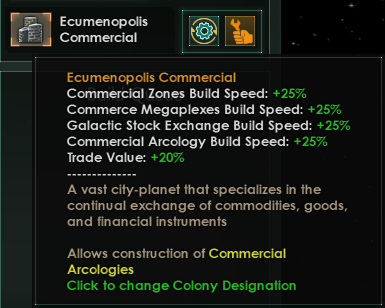 Ecumenopolis
Commercial
Ecumenopolis Commercial
Commercial Zones Build Speed: +25%
Commerce Megaplexes Build Speed: +25%
Galactic Stock Exchange Build Speed: +25%
Commercial Arcology Build Speed: +25%
Trade Value: +20%
--------------
A vast city-planet that specializes in the
continual exchange of commodities, goods,
and financial instruments
Allows construction of Commercial
Arcologies
Click to change Colony Designation